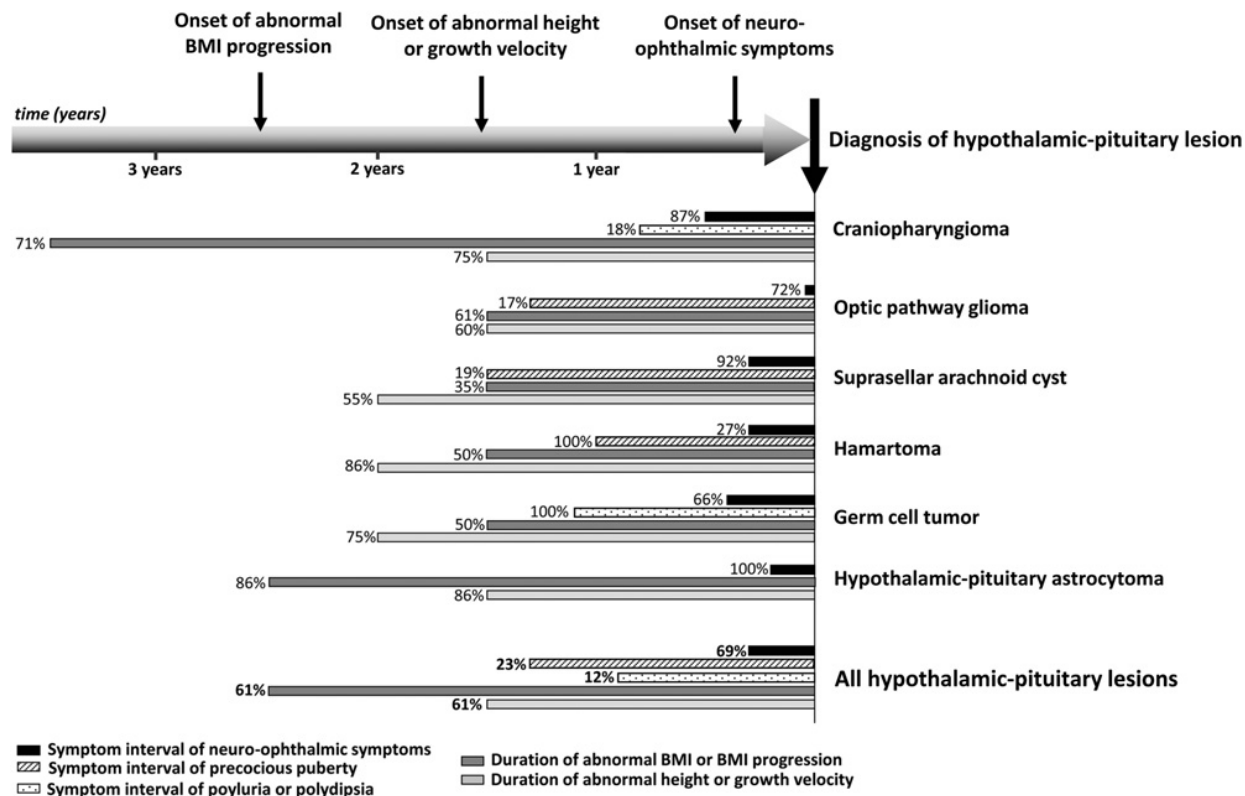 Onset of abnormal
BMI progression
Onset of abnormal height
or growth velocity
Onset of neuro-
ophthalmic symptoms
time (years)
Diagnosis of hypothalamic-pituitary lesion
3 years
2 years
1 year
87%
18%
71%
75%
Craniopharyngioma
72%
17%
61%
60%
Optic pathway glioma
92%
19%
35%
55%
Suprasellar arachnoid cyst
27%
100%
50%
86%
Hamartoma
66%
100%
50%
75%
Germ cell tumor
100%
86%
86%
Hypothalamic-pituitary astrocytoma
69%
23%
12%
61%
61%
All hypothalamic-pituitary lesions
Symptom interval of neuro-ophthalmic symptoms
Symptom interval of precocious puberty
Symptom interval of poyluria or polydipsia
Duration of abnormal BMI or BMI progression
Duration of abnormal height or growth velocity